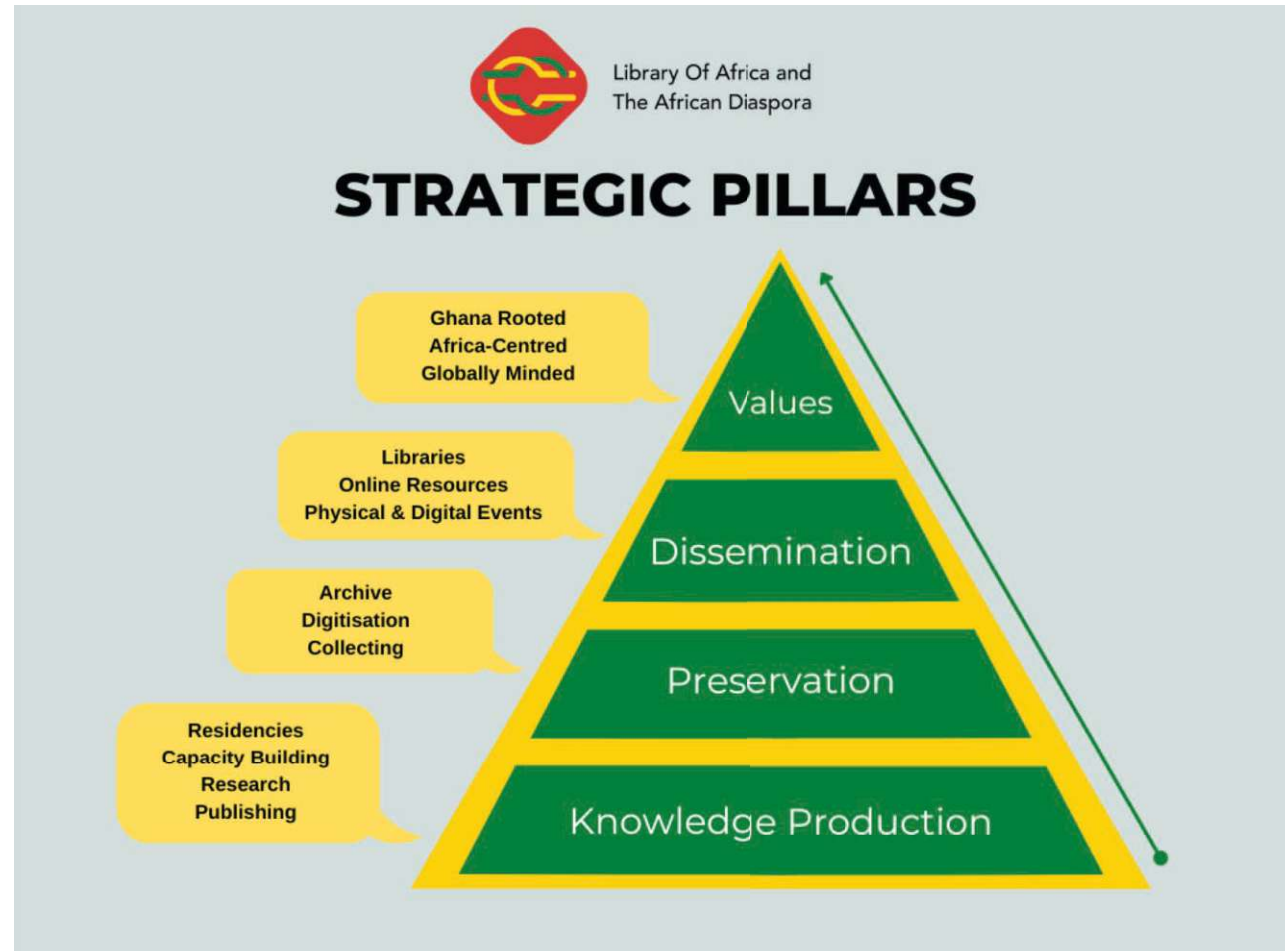 Library Of Africa and
The African Diaspora
STRATEGIC PILLARS
Ghana Rooted
Africa-Centred
Globally Minded
Values
Libraries
Online Resources
Physical & Digital Events
Dissemination
Archive
Digitisation
Collecting
Preservation
Residencies
Capacity Building
Research
Publishing
Knowledge Production